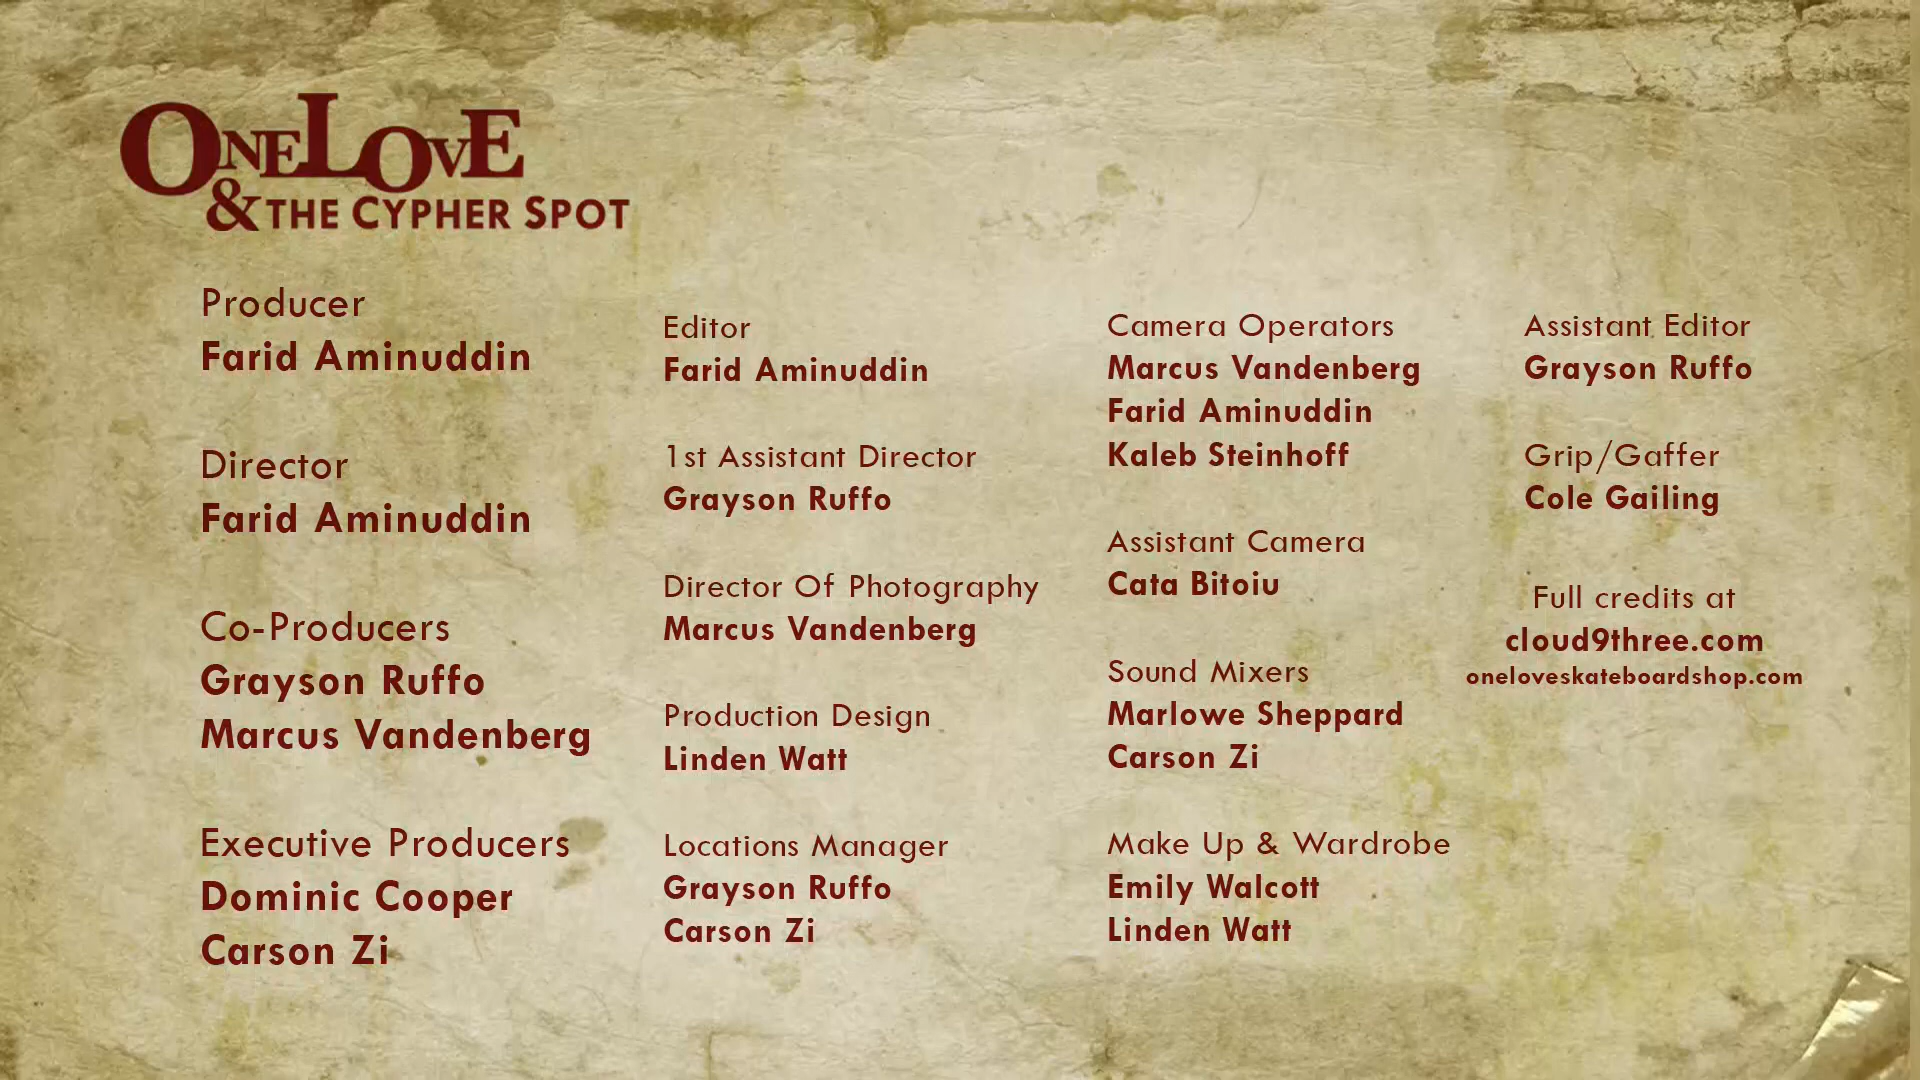 OneLove
& the Cypher Spot
Producer
Farid Aminuddin
Director
Farid Aminuddin
Co-Producers
Grayson Ruffo
Marcus Vandenberg
Executive Producers
Dominic Cooper
Carson Zi
Editor
Farid Aminuddin
1st Assistant Director
Grayson Ruffo
Director Of Photography
Marcus Vandenberg
Production Design
Linden Watt
Locations Manager
Grayson Ruffo
Carson Zi
Camera Operators
Marcus Vandenberg
Farid Aminuddin
Kaleb Steinhoff
Assistant Camera
Cata Bitoiu
Sound Mixers
Marlowe Sheppard
Carson Zi
Make Up & Wardrobe
Emily Walcott
Linden Watt
Assistant Editor
Grayson Ruffo
Grip/Gaffer
Cole Gailing
Full credits at
cloud9three.com
oneloveskateboardshop.com